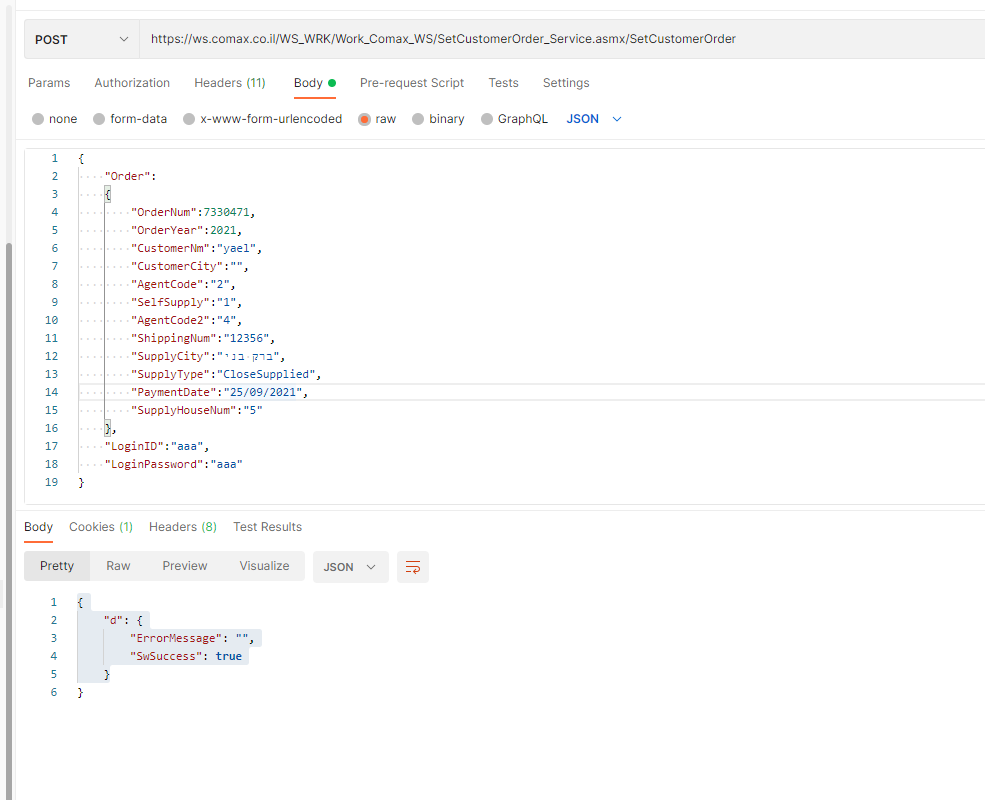 POST https://ws.comax.co.il/WS_WRK/Work_Comax_WS/SetCustomerOrder_Service.asmx/SetCustomerOrder
Params Authorization Headers (11) Body Pre-request Script Tests Settings
none form-data x-www-form-urlencoded raw binary GraphQL JSON
1 {
2 "Order":
3 {
4 "OrderNum":7330471,
5 "OrderYear":2021,
6 "CustomerNm":"yael",
7 "CustomerCity":"",
8 "AgentCode":"2",
9 "SelfSupply":"1",
10 "AgentCode2":"4",
11 "ShippingNum":"12356",
12 "SupplyCity":"בני ברק",
13 "SupplyType":"CloseSupplied",
14 "PaymentDate":"25/09/2021",
15 "SupplyHouseNum":"5"
16 },
17 "LoginID":"aaa",
18 "LoginPassword":"aaa"
19 }
Body Cookies (1) Headers (8) Test Results
Pretty Raw Preview Visualize JSON
1 {
2 "d": {
3 "ErrorMessage": "",
4 "SwSuccess": true
5 }
6 }